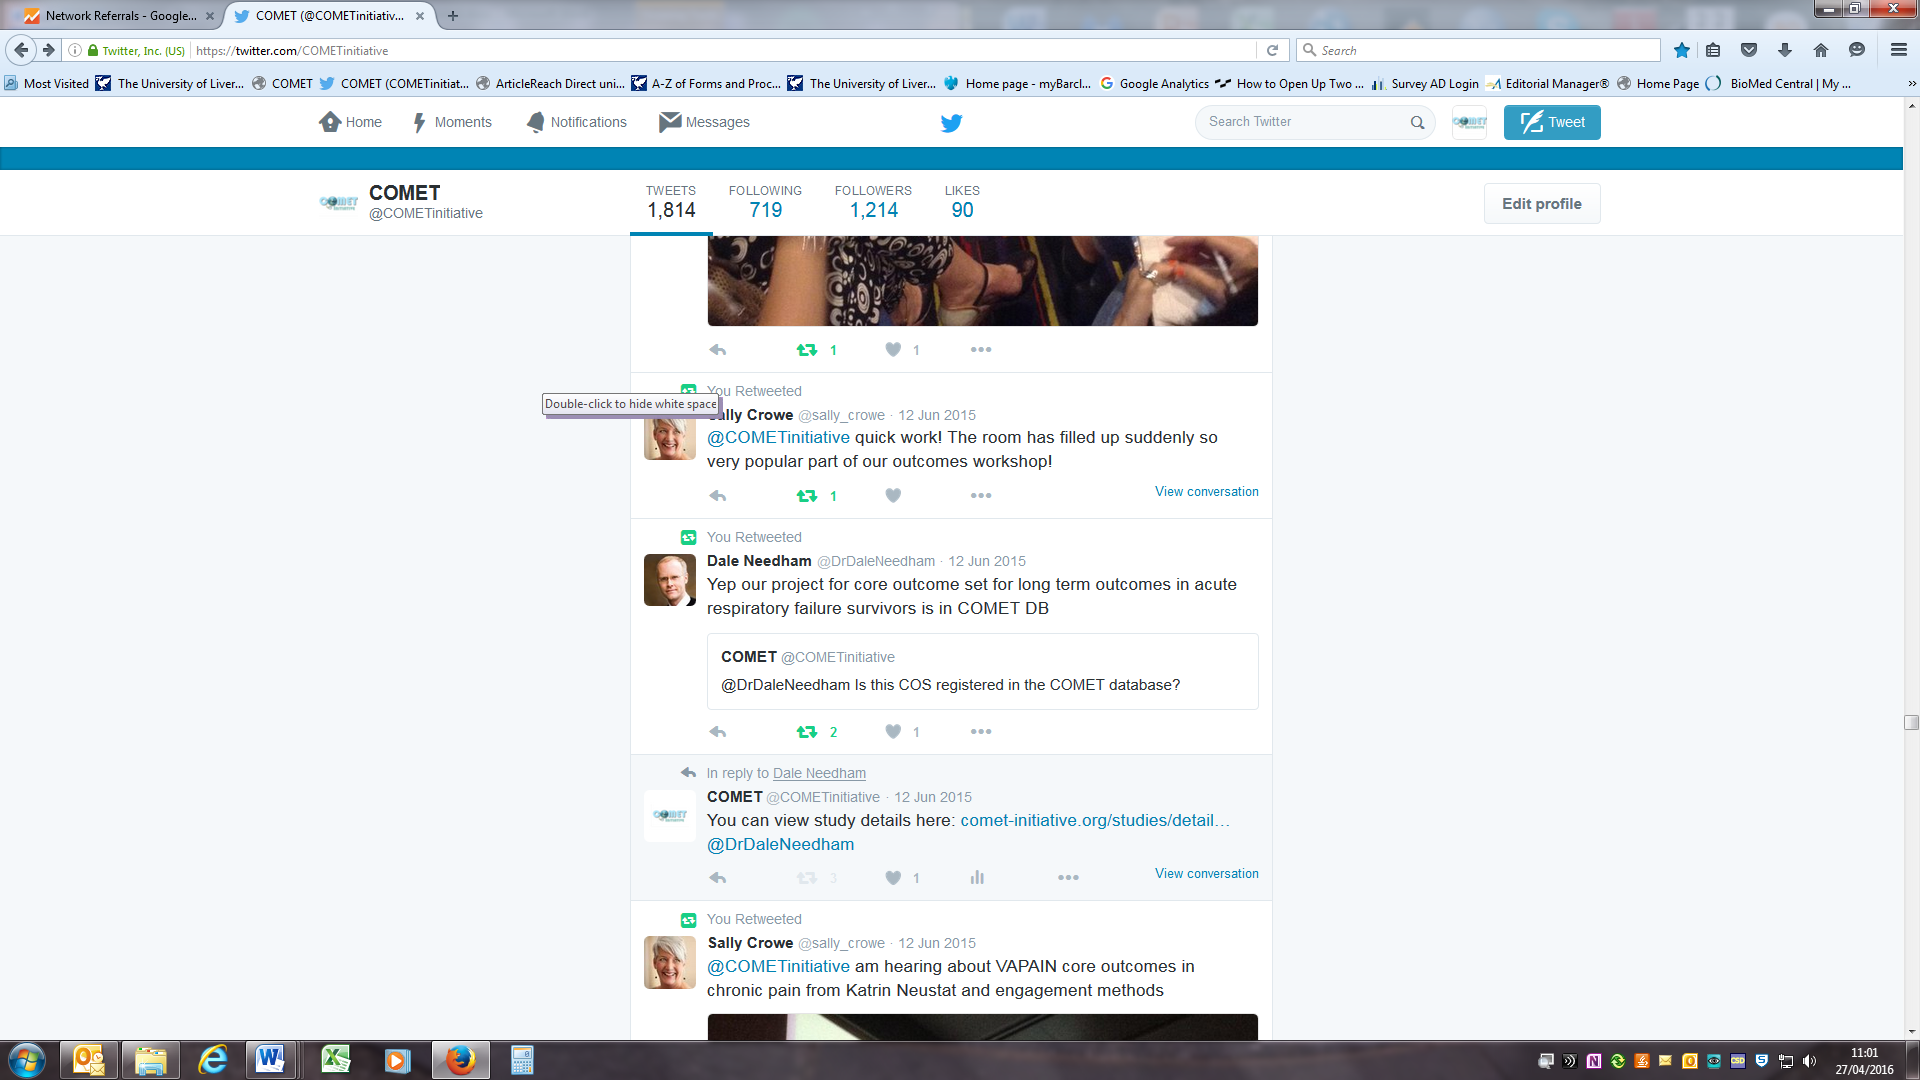 Network Referrals - Google...
COMET (@COMETinitiativ...
Twitter, Inc. (US)
https://twitter.com/COMETinitiative
Search
Most Visited
The University of Liver...
COMET
COMET (COMETinitiat...
ArticleReach Direct uni...
A-Z of Forms and Proc...
The University of Liver...
Home page - myBarcl...
Google Analytics
How to Open Up Two ...
Survey AD Login
Editorial Manager®
Home Page
BioMed Central | My ...
Home
Moments
Notifications
Messages
Search Twitter
Tweet
COMET
@COMETinitiative
TWEETS
1,814
FOLLOWING
719
FOLLOWERS
1,214
LIKES
90
Edit profile
1
1
You Retweeted
Double-click to hide white space
ally Crowe @sally_crowe · 12 Jun 2015
@COMETinitiative quick work! The room has filled up suddenly so
very popular part of our outcomes workshop!
1
View conversation
You Retweeted
Dale Needham @DrDaleNeedham · 12 Jun 2015
Yep our project for core outcome set for long term outcomes in acute
respiratory failure survivors is in COMET DB
COMET @COMETinitiative
@DrDaleNeedham Is this COS registered in the COMET database?
2
1
In reply to Dale Needham
COMET @COMETinitiative · 12 Jun 2015
You can view study details here: comet-initiative.org/studies/detail…
@DrDaleNeedham
3
1
View conversation
You Retweeted
Sally Crowe @sally_crowe · 12 Jun 2015
@COMETinitiative am hearing about VAPAIN core outcomes in
chronic pain from Katrin Neustat and engagement methods
11:01
27/04/2016